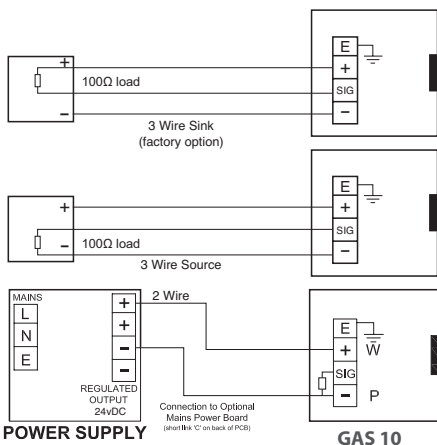 E
+
+
100Ω load
SIG
−
−
3 Wire Sink
(factory option)
E
+
+
SIG
−
100Ω load
−
3 Wire Source
MAINS
2 Wire
L
+
N
+
E
E
−
+
W̄
SIG
−
−
P
REGULATED
OUTPUT
24vDC
Connection to Optional
Mains Power Board
(short link 'C' on back of PCB)
POWER SUPPLY
GAS 10